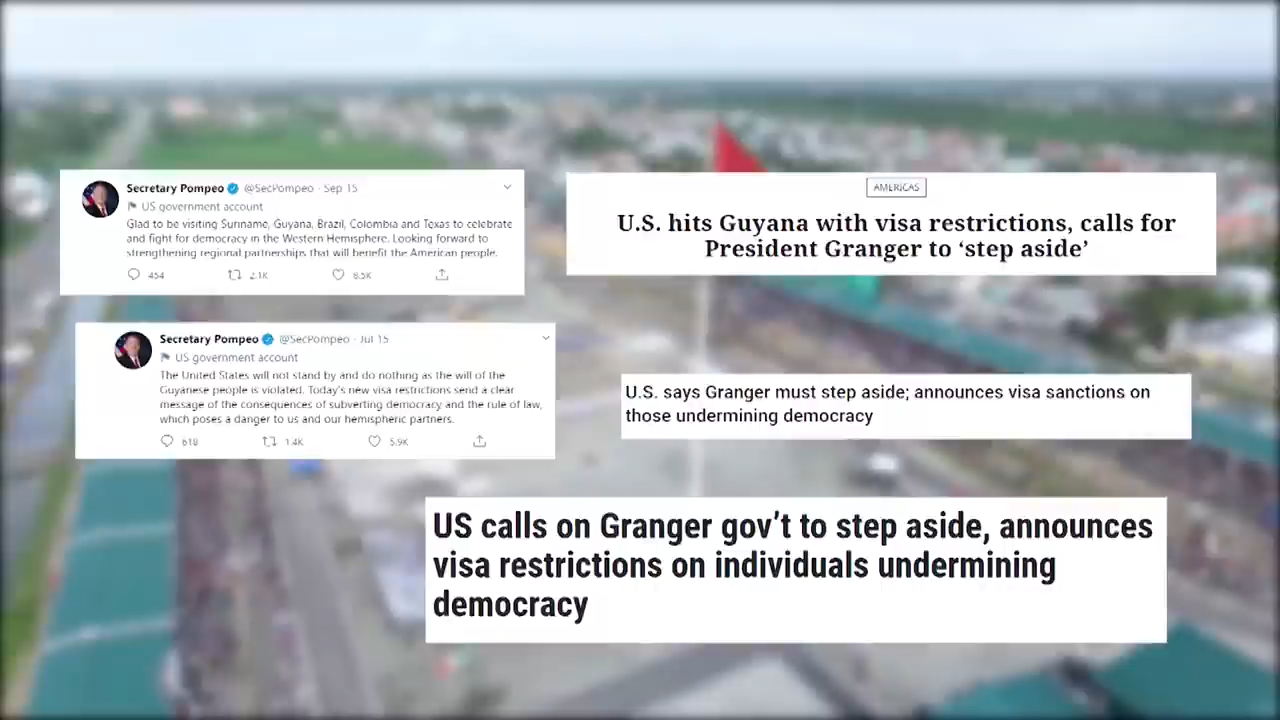 Secretary Pompeo @SecPompeo · Sep 15
US government account
Glad to be visiting Suriname, Guyana, Brazil, Colombia and Texas to celebrate
and fight for democracy in the Western Hemisphere. Looking forward to
strengthening regional partnerships that will benefit the American people.
454 2.1K 8.5K
Secretary Pompeo @SecPompeo · Jul 15
US government account
The United States will not stand by and do nothing as the will of the
Guyanese people is violated. Today's new visa restrictions send a clear
message of the consequences of subverting democracy and the rule of law,
which poses a danger to us and our hemispheric partners.
618 1.4K 5.9K
AMERICAS
U.S. hits Guyana with visa restrictions, calls for
President Granger to ‘step aside’
U.S. says Granger must step aside; announces visa sanctions on
those undermining democracy
US calls on Granger gov’t to step aside, announces
visa restrictions on individuals undermining
democracy